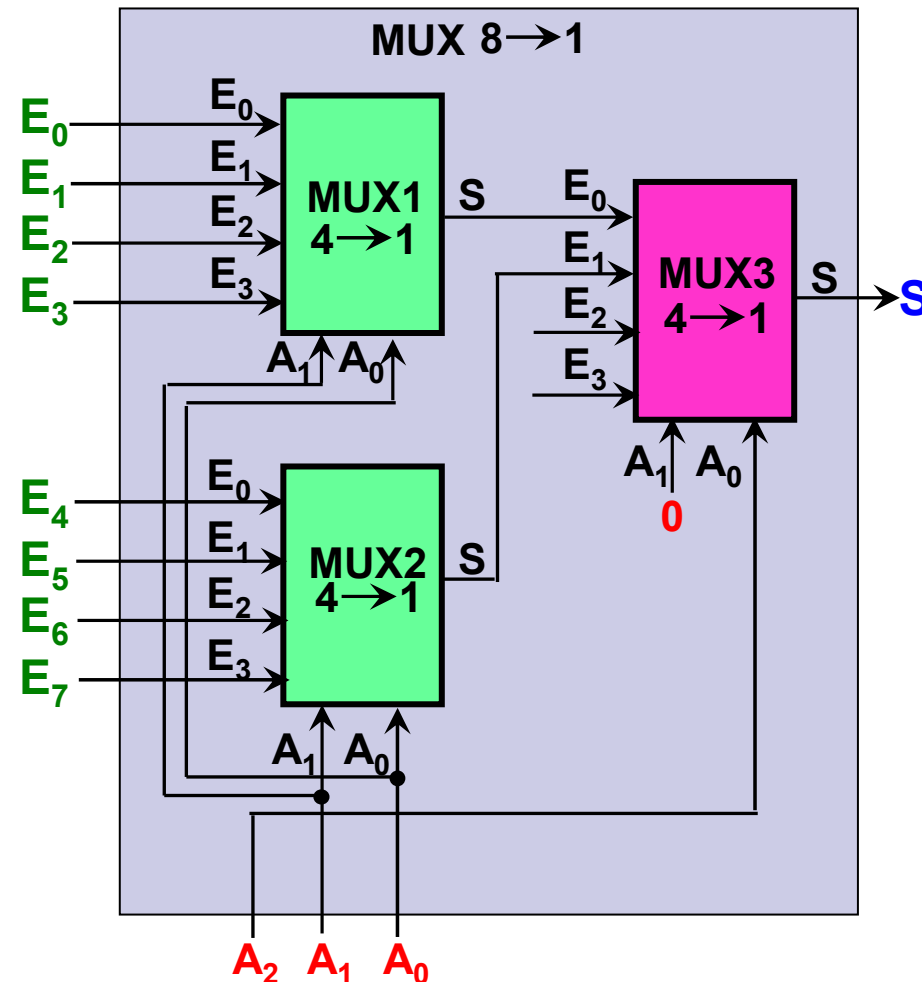 MUX 8→1
E₀
E₁
E₂
E₃
E₀
E₁
E₂
E₃
MUX1
4→1
S
A₁ A₀
E₀
E₁
E₂
E₃
MUX3
4→1
S
S
A₁ A₀
0
E₄
E₅
E₆
E₇
E₀
E₁
E₂
E₃
MUX2
4→1
S
A₁ A₀
A₂ A₁ A₀